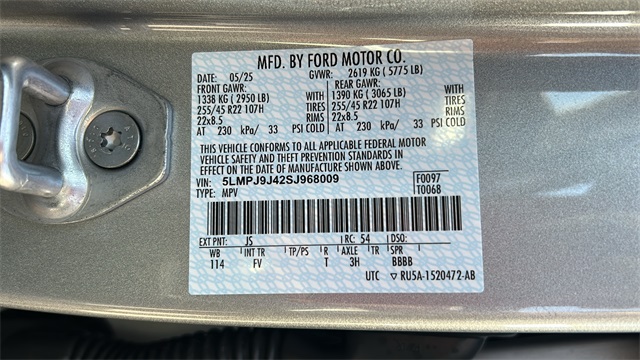 MFD. BY FORD MOTOR CO.
DATE: 05/25 GVWR: 2619 KG (5775 LB)
FRONT GAWR: REAR GAWR:
1338 KG (2950 LB) WITH 1390 KG (3065 LB) WITH
255/45 R22 107H TIRES 255/45 R22 107H TIRES
22x8.5 RIMS 22x8.5 RIMS
AT 230 kPa/ 33 PSI COLD AT 230 kPa/ 33 PSI COLD
THIS VEHICLE CONFORMS TO ALL APPLICABLE FEDERAL MOTOR
VEHICLE SAFETY AND THEFT PREVENTION STANDARDS IN
EFFECT ON THE DATE OF MANUFACTURE SHOWN ABOVE.
VIN: 5LMPJ9J42SJ968009 F0097
TYPE: MPV T0068
EXT PNT: JS RC: 54 DSO:
WB INT TR TP/PS R AXLE TR SPR
114 FV T 3H BBBB
UTC ▽ RU5A-1520472-AB